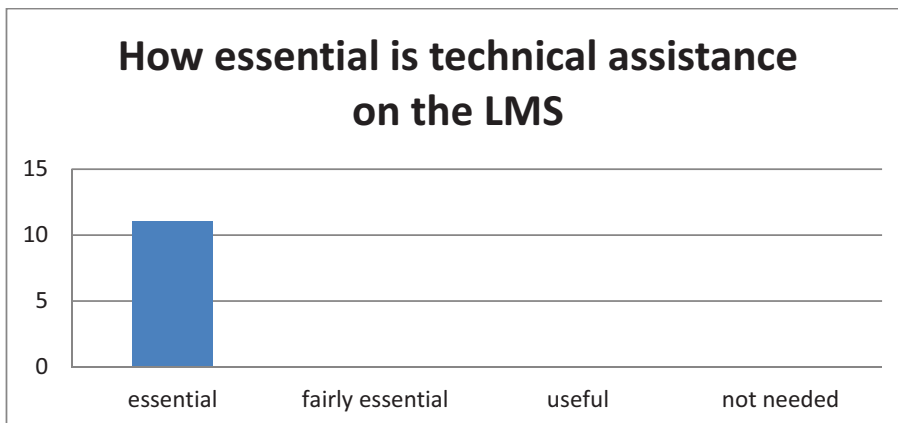 How essential is technical assistance
on the LMS
15
10
5
0
essential fairly essential useful not needed